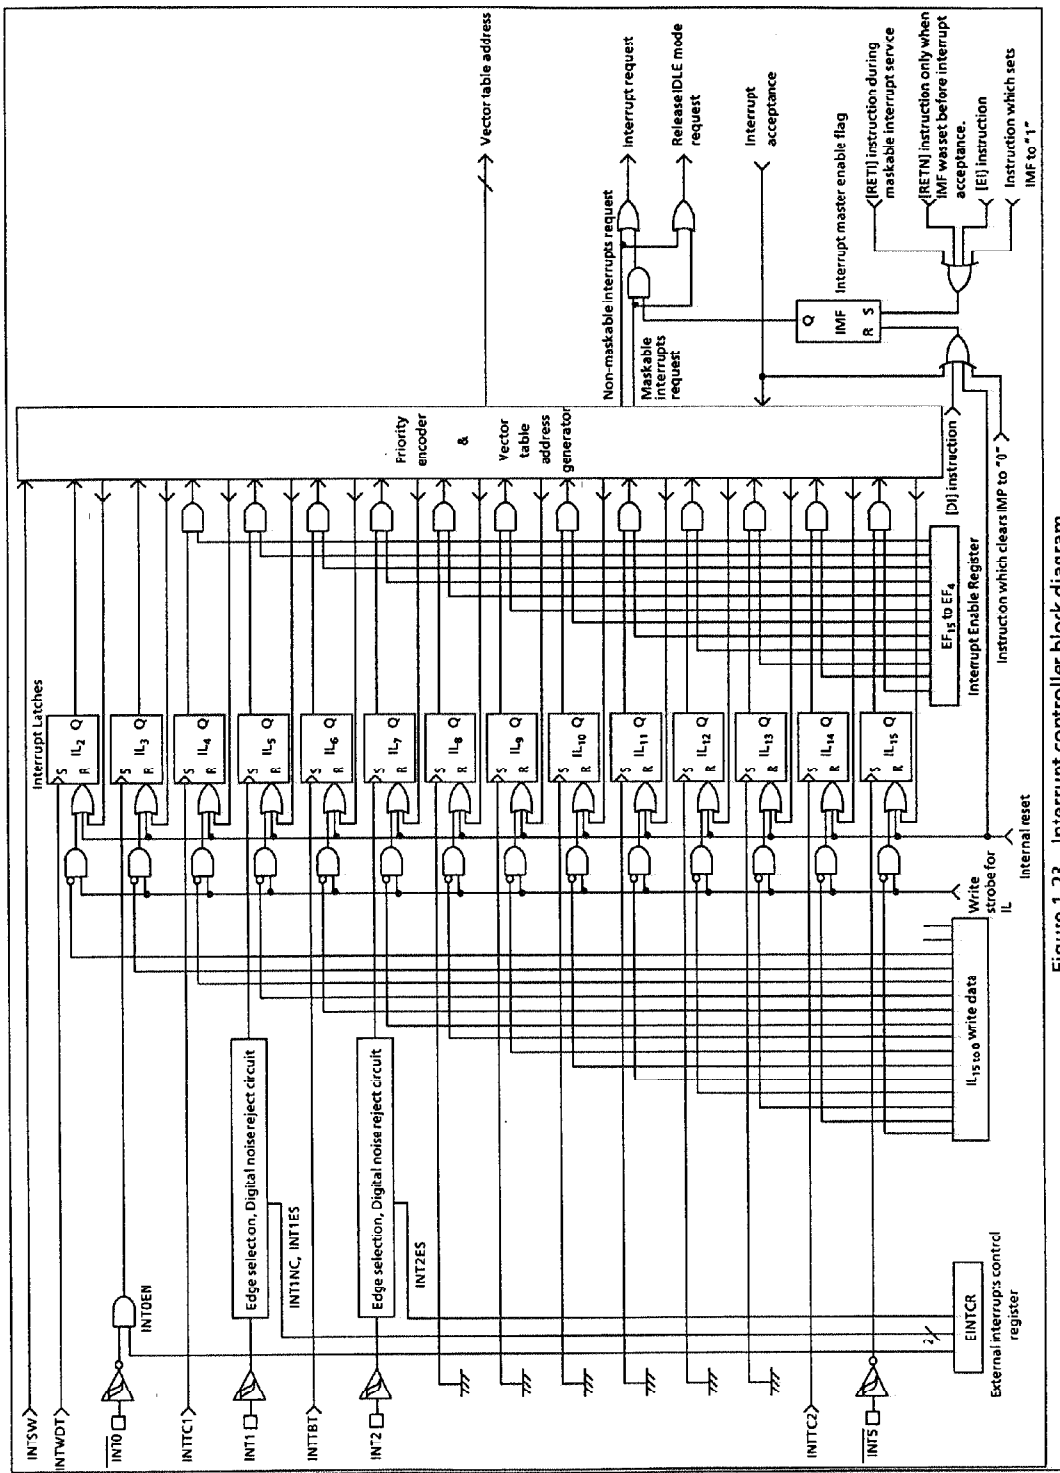 INTSW
INTWDT
INT0
INTTC1
INT1
INTTBT
INT2
INTTC2
INT5
INT0EN
Edge selecton, Digital noise reject circuit
INT1NC, INT1ES
Edge selection, Digital noise reject circuit
INT2ES
2
EINTCR
External interrupts control
register
Interrupt Latches
S R IL2 Q
S R IL3 Q
S R IL4 Q
S R IL5 Q
S R IL6 Q
S R IL7 Q
S R IL8 Q
S R IL9 Q
S R IL10 Q
S R IL11 Q
S R IL12 Q
S R IL13 Q
S R IL14 Q
S R IL15 Q
IL15 to 0 write data
Write
strobe for
IL
Internal reset
EF15 to EF4
Interrupt Enable Register
Priority
encoder
&
Vector
table
address
generator
[DI] instruction
Instructon which clears IMP to "0"
Vector table address
Non-maskable interrupts request
Maskable
interrupts
request
Interrupt request
Release IDLE mode
request
Interrupt
acceptance
Interrupt master enable flag
Q
IMF
R S
[RETI] instruction during
maskable interrupt servce
[RETN] instruction only when
IMF was set before interrupt
acceptance.
[EI] instruction
Instruction which sets
IMF to "1"
Interrupt controller block diagram